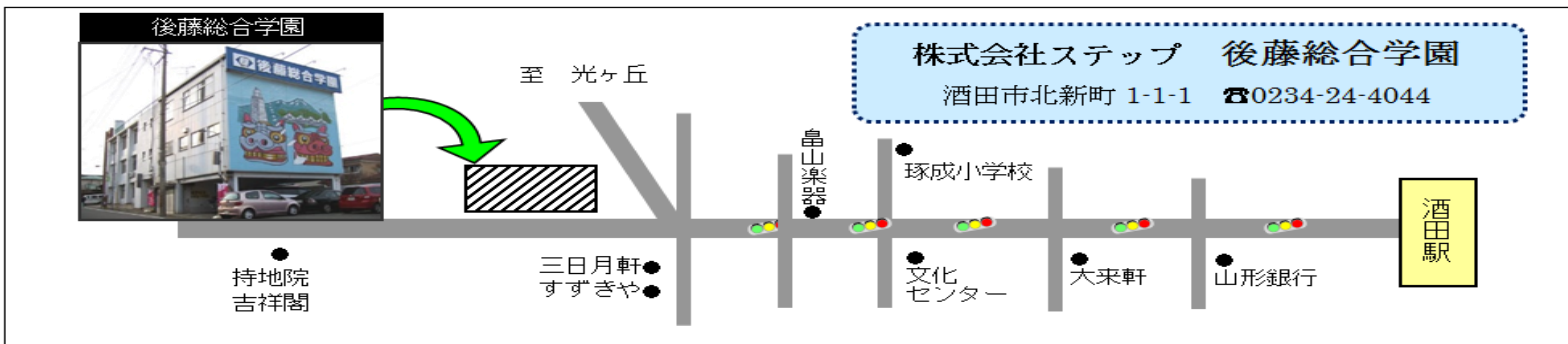 後藤総合学園
後藤総合学園
至 光ヶ丘
株式会社ステップ 後藤総合学園
酒田市北新町 1-1-1 ☎0234-24-4044
畠山楽器
琢成小学校
酒田駅
持地院
吉祥閣
三日月軒
すずきや
文化
センター
大来軒
山形銀行